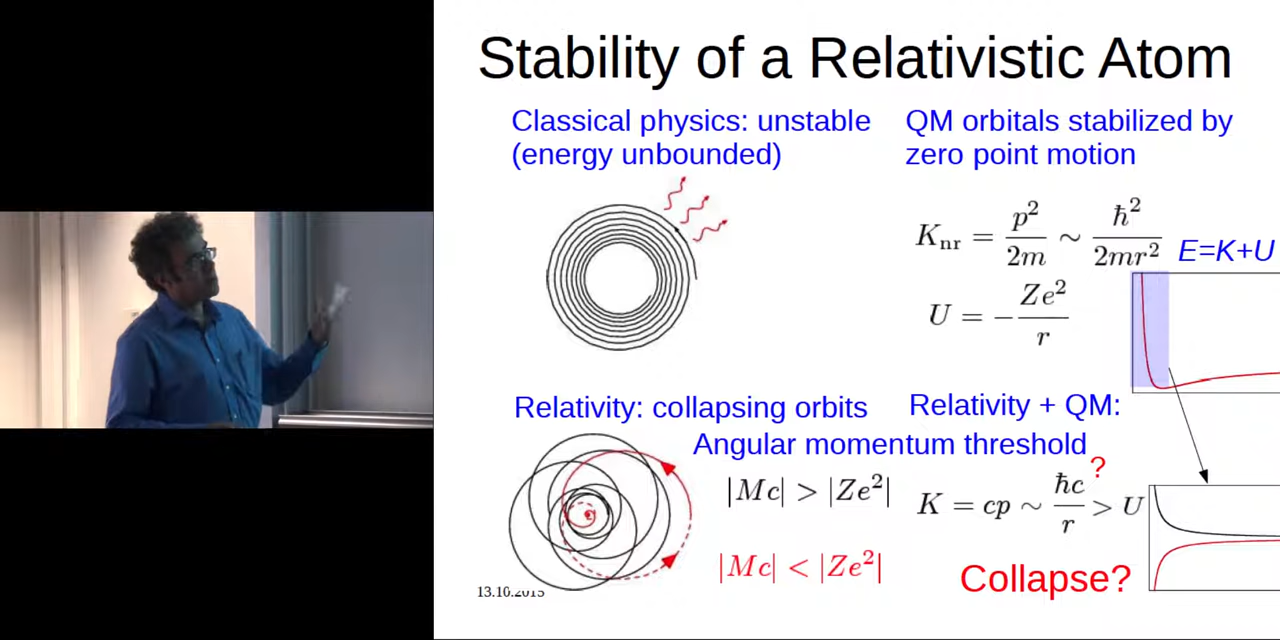 Stability of a Relativistic Atom
Classical physics: unstable
(energy unbounded)
QM orbitals stabilized by
zero point motion
K_nr = p²/2m ~ ħ²/2mr²
E=K+U
U = −Ze²/r
Relativity: collapsing orbits
Relativity + QM:
Angular momentum threshold
|Mc| > |Ze²|
K = cp ~ ħc/r > U
?
|Mc| < |Ze²|
Collapse?
13.10.2015